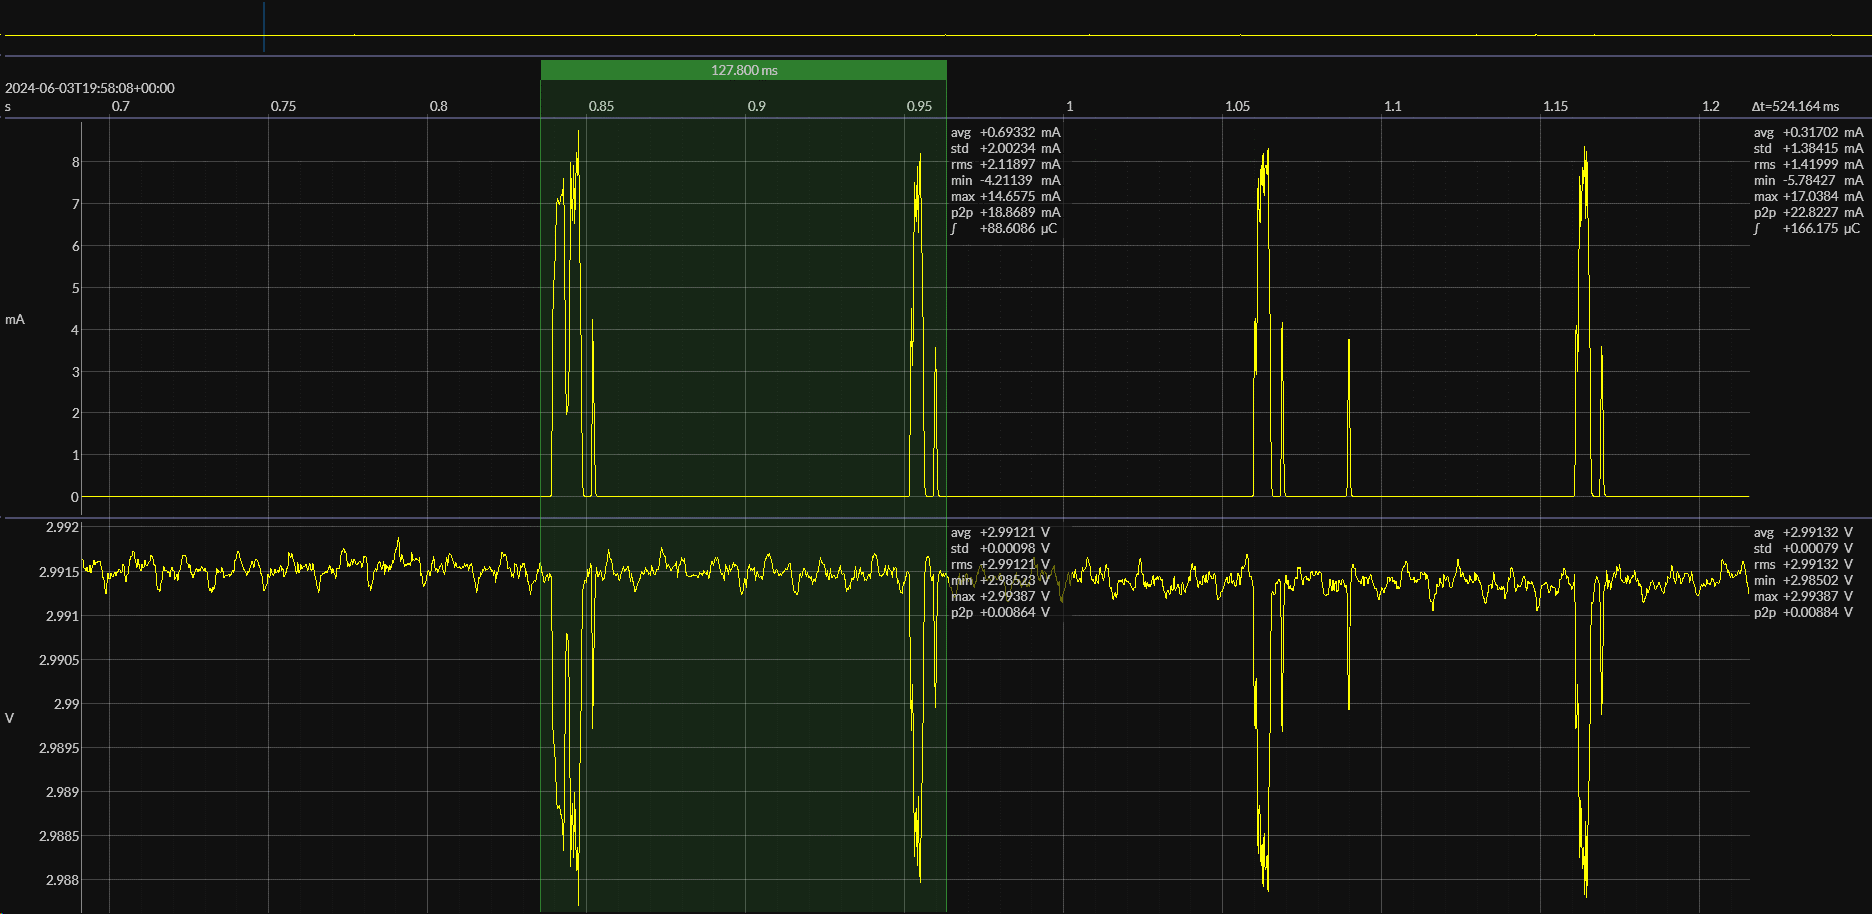 127.800 ms
2024-06-03T19:58:08+00:00
s 0.7 0.75 0.8 0.85 0.9 0.95 1 1.05 1.1 1.15 1.2 Δt=524.164 ms
avg +0.69332 mA
std +2.00234 mA
rms +2.11897 mA
min -4.21139 mA
max +14.6575 mA
p2p +18.8689 mA
∫ +88.6086 µC
avg +0.31702 mA
std +1.38415 mA
rms +1.41999 mA
min -5.78427 mA
max +17.0384 mA
p2p +22.8227 mA
∫ +166.175 µC
8
7
6
5
mA
4
3
2
1
0
2.992
2.9915
2.991
2.9905
2.99
V
2.9895
2.989
2.9885
2.988
avg +2.99121 V
std +0.00098 V
rms +2.99121 V
min +2.98523 V
max +2.99387 V
p2p +0.00864 V
avg +2.99132 V
std +0.00079 V
rms +2.99132 V
min +2.98502 V
max +2.99387 V
p2p +0.00884 V